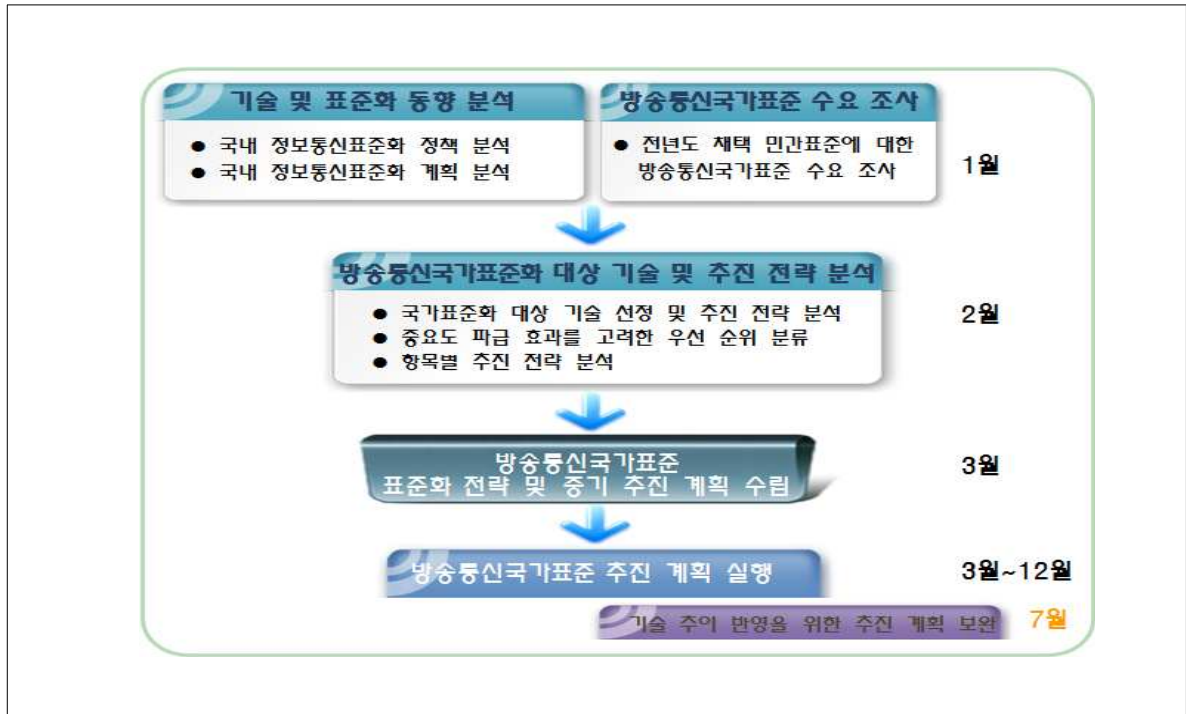 기술 및 표준화 동향 분석
● 국내 정보통신표준화 정책 분석
● 국내 정보통신표준화 계획 분석
방송통신국가표준 수요 조사
● 전년도 채택 민간표준에 대한
방송통신국가표준 수요 조사
1월
방송통신국가표준화 대상 기술 및 추진 전략 분석
● 국가표준화 대상 기술 선정 및 추진 전략 분석
● 중요도 파급 효과를 고려한 우선 순위 분류
● 항목별 추진 전략 분석
2월
방송통신국가표준
표준화 전략 및 중기 추진 계획 수립
3월
방송통신국가표준 추진 계획 실행
3월~12월
기술 추이 반영을 위한 추진 계획 보완
7월